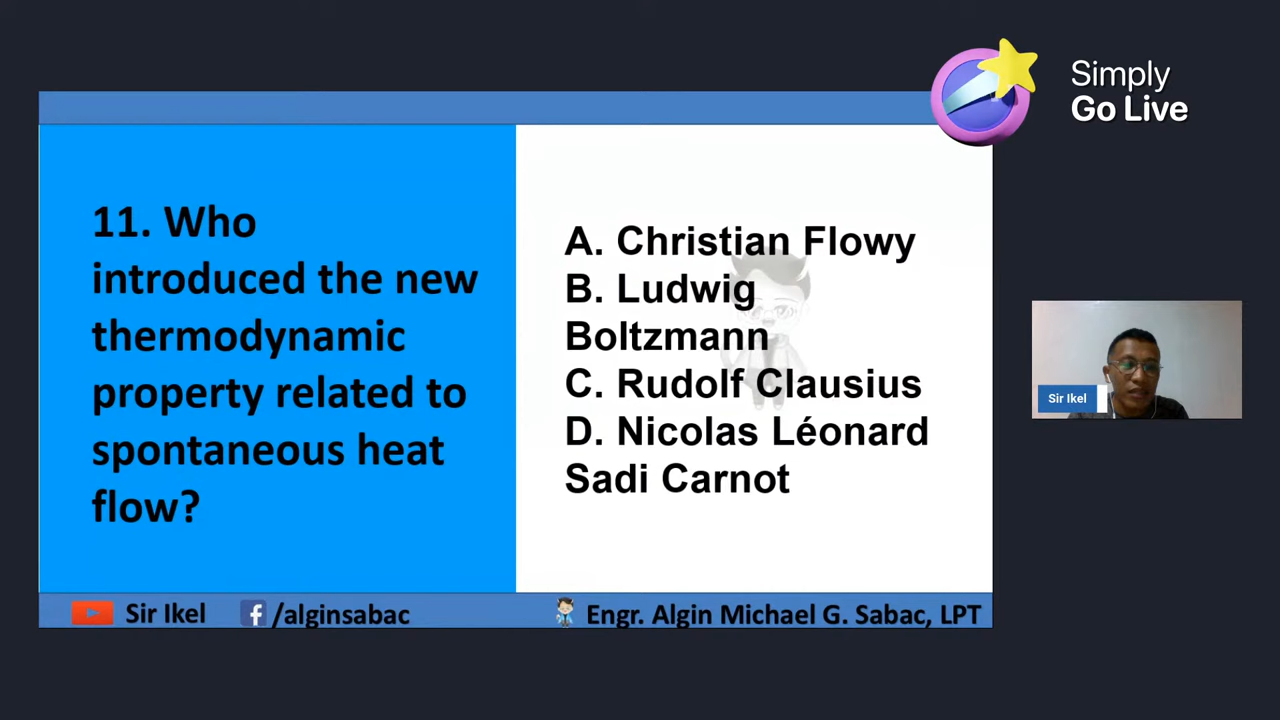 Simply
Go Live
11. Who
introduced the new
thermodynamic
property related to
spontaneous heat
flow?
A. Christian Flowy
B. Ludwig
Boltzmann
C. Rudolf Clausius
D. Nicolas Léonard
Sadi Carnot
Sir Ikel
Sir Ikel
/alginsabac
Engr. Algin Michael G. Sabac, LPT